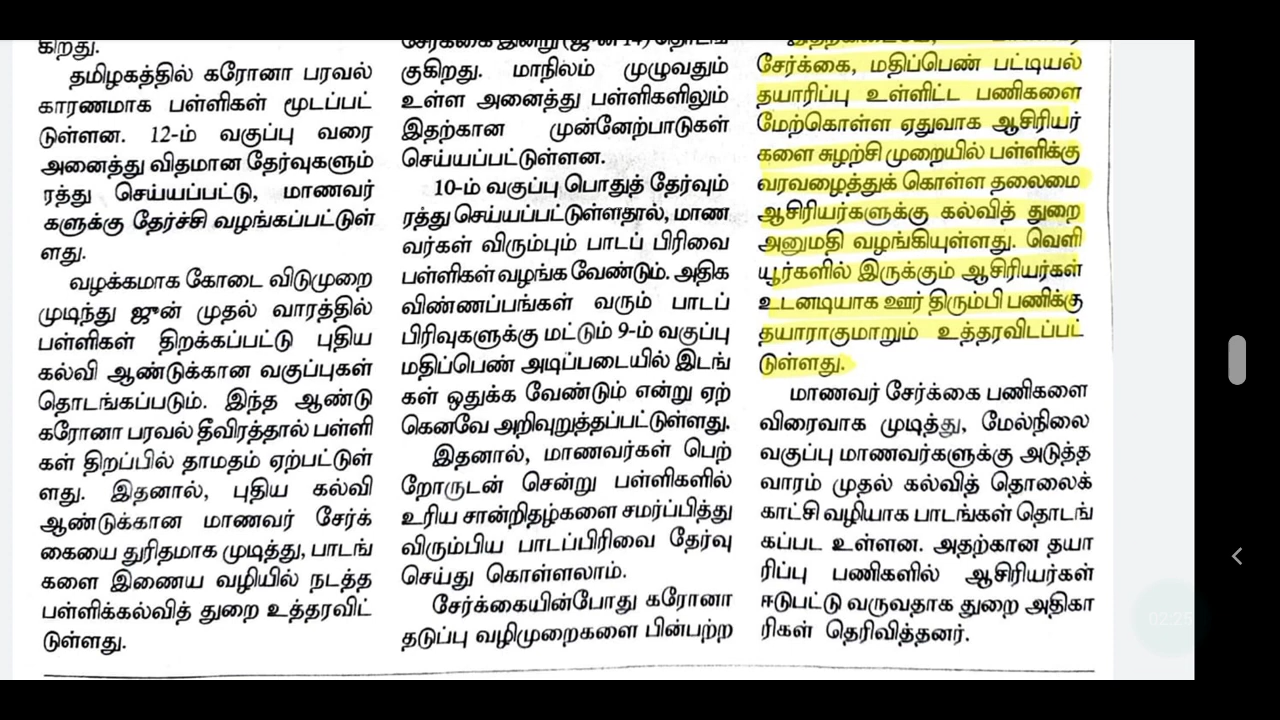 கிறது.
தமிழகத்தில் கரோனா பரவல்
காரணமாக பள்ளிகள் மூடப்பட்
டுள்ளன. 12-ம் வகுப்பு வரை
அனைத்து விதமான தேர்வுகளும்
ரத்து செய்யப்பட்டு, மாணவர்
களுக்கு தேர்ச்சி வழங்கப்பட்டுள்
ளது.
வழக்கமாக கோடை விடுமுறை
முடிந்து ஜுன் முதல் வாரத்தில்
பள்ளிகள் திறக்கப்பட்டு புதிய
கல்வி ஆண்டுக்கான வகுப்புகள்
தொடங்கப்படும். இந்த ஆண்டு
கரோனா பரவல் தீவிரத்தால் பள்ளி
கள் திறப்பில் தாமதம் ஏற்பட்டுள்
ளது. இதனால், புதிய கல்வி
ஆண்டுக்கான மாணவர் சேர்க்
கையை துரிதமாக முடித்து, பாடங்
களை இணைய வழியில் நடத்த
பள்ளிக்கல்வித் துறை உத்தரவிட்
டுள்ளது.
சேர்க்கை இன்று (ஜுன் 14) தொடங்
குகிறது. மாநிலம் முழுவதும்
உள்ள அனைத்து பள்ளிகளிலும்
இதற்கான முன்னேற்பாடுகள்
செய்யப்பட்டுள்ளன.
10-ம் வகுப்பு பொதுத் தேர்வும்
ரத்து செய்யப்பட்டுள்ளதால், மாண
வர்கள் விரும்பும் பாடப் பிரிவை
பள்ளிகள் வழங்க வேண்டும். அதிக
விண்ணப்பங்கள் வரும் பாடப்
பிரிவுகளுக்கு மட்டும் 9-ம் வகுப்பு
மதிப்பெண் அடிப்படையில் இடங்
கள் ஒதுக்க வேண்டும் என்று ஏற்
கெனவே அறிவுறுத்தப்பட்டுள்ளது.
இதனால், மாணவர்கள் பெற்
றோருடன் சென்று பள்ளிகளில்
உரிய சான்றிதழ்களை சமர்ப்பித்து
விரும்பிய பாடப்பிரிவை தேர்வு
செய்து கொள்ளலாம்.
சேர்க்கையின்போது கரோனா
தடுப்பு வழிமுறைகளை பின்பற்ற
சேர்க்கை, மதிப்பெண் பட்டியல்
தயாரிப்பு உள்ளிட்ட பணிகளை
மேற்கொள்ள ஏதுவாக ஆசிரியர்
களை சுழற்சி முறையில் பள்ளிக்கு
வரவழைத்துக் கொள்ள தலைமை
ஆசிரியர்களுக்கு கல்வித் துறை
அனுமதி வழங்கியுள்ளது. வெளி
யூர்களில் இருக்கும் ஆசிரியர்கள்
உடனடியாக ஊர் திரும்பி பணிக்கு
தயாராகுமாறும் உத்தரவிடப்பட்
டுள்ளது.
மாணவர் சேர்க்கை பணிகளை
விரைவாக முடித்து, மேல்நிலை
வகுப்பு மாணவர்களுக்கு அடுத்த
வாரம் முதல் கல்வித் தொலைக்
காட்சி வழியாக பாடங்கள் தொடங்
கப்பட உள்ளன. அதற்கான தயா
ரிப்பு பணிகளில் ஆசிரியர்கள்
ஈடுபட்டு வருவதாக துறை அதிகா
ரிகள் தெரிவித்தனர்.
02:25